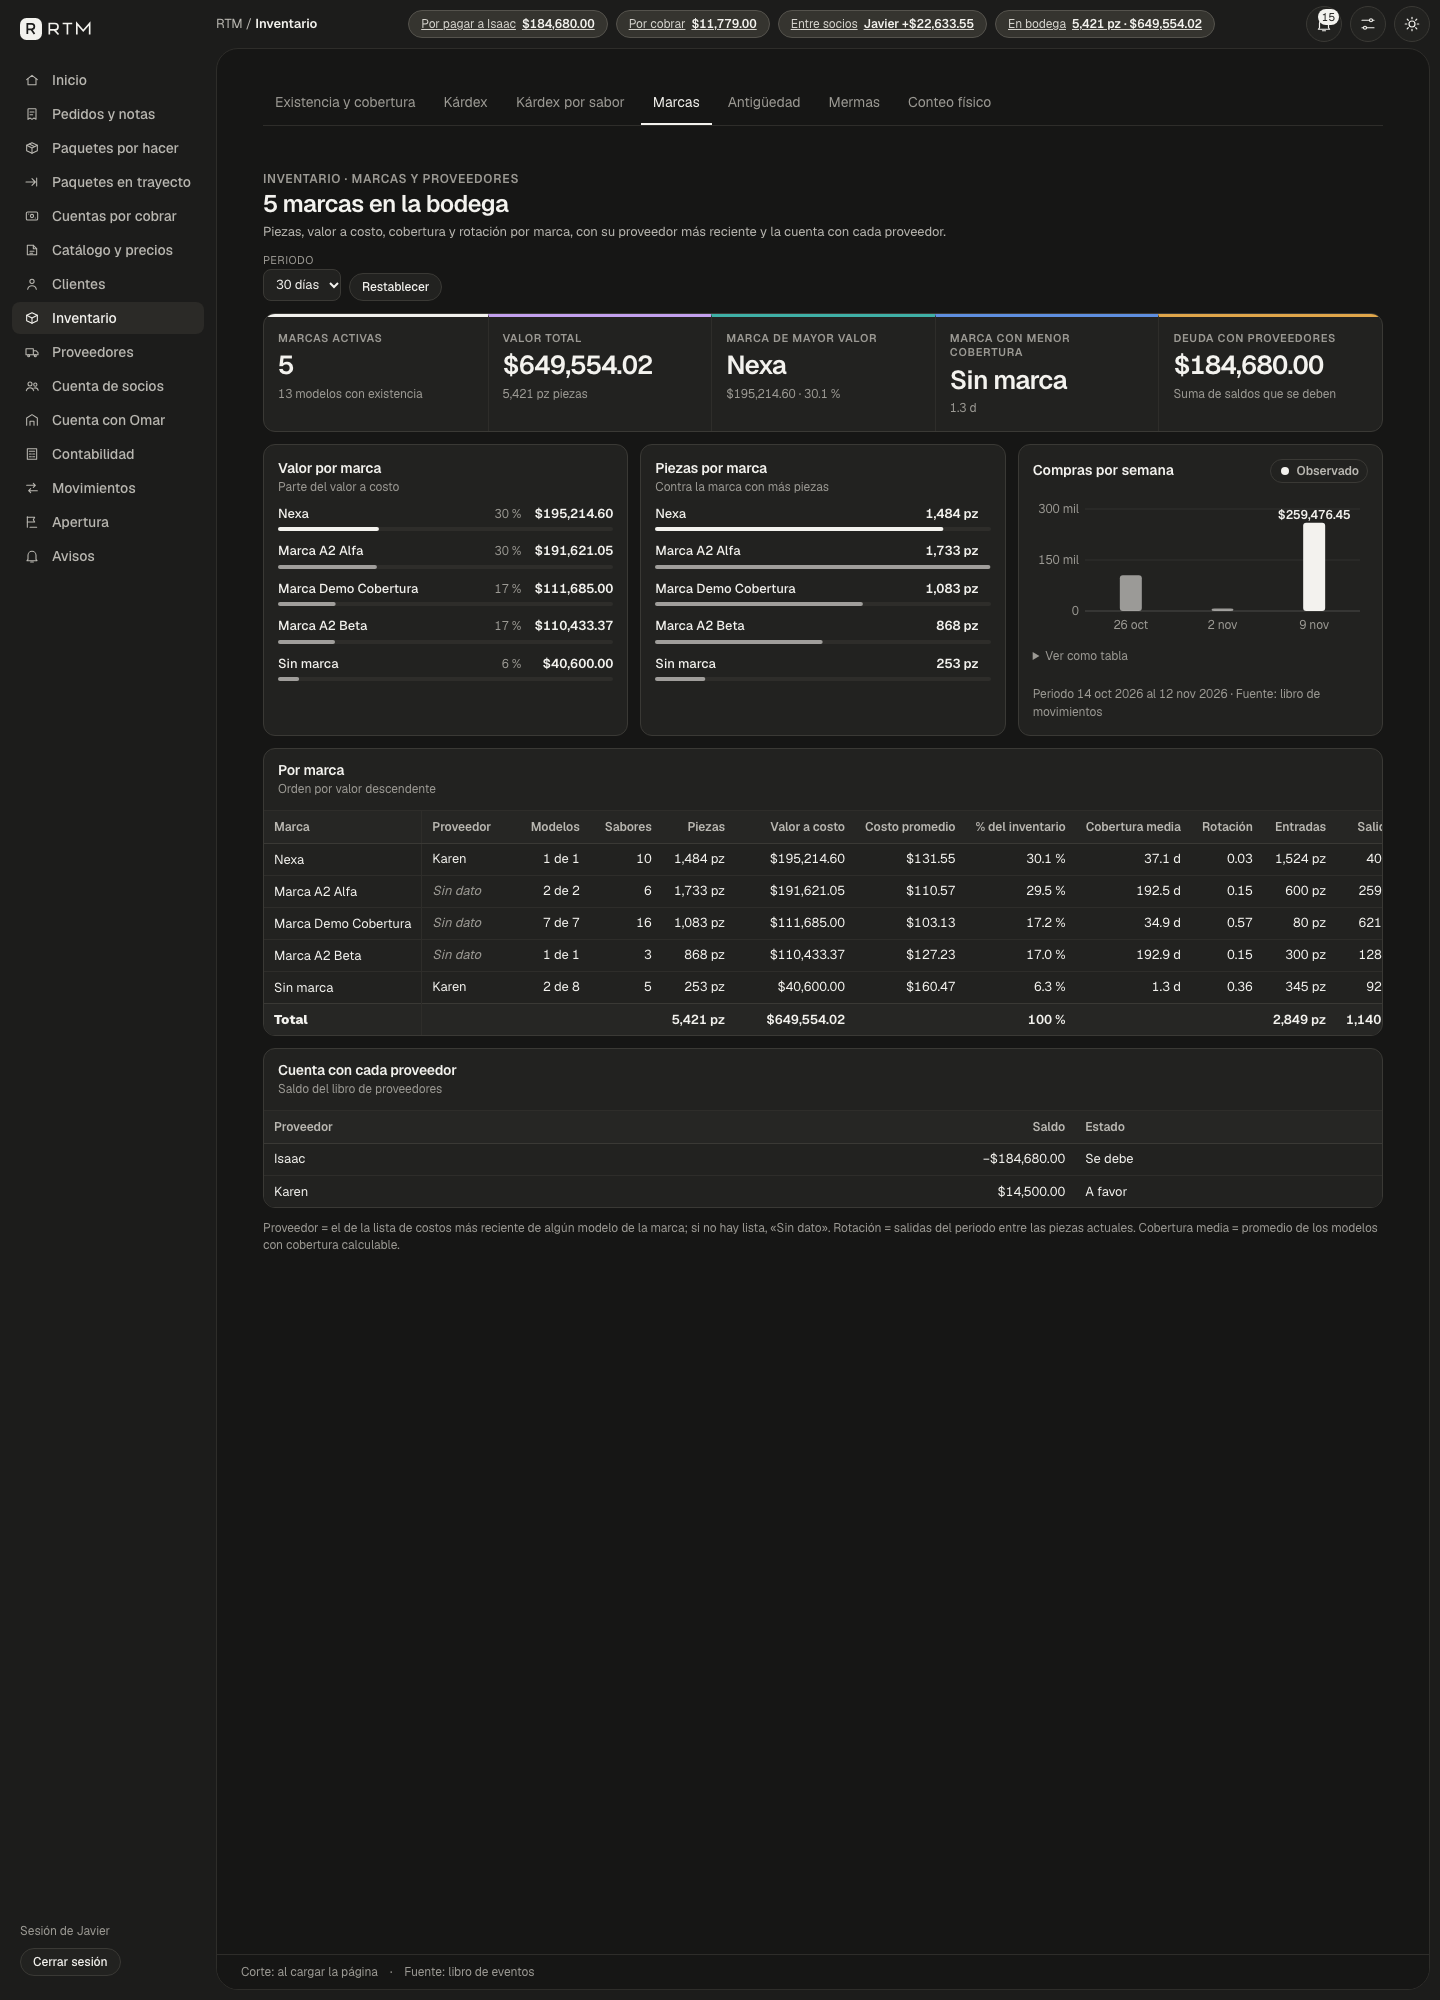 R RTM
RTM / Inventario
Por pagar a Isaac $184,680.00
Por cobrar $11,779.00
Entre socios Javier +$22,633.55
En bodega 5,421 pz · $649,554.02
15
Inicio
Pedidos y notas
Paquetes por hacer
Paquetes en trayecto
Cuentas por cobrar
Catálogo y precios
Clientes
Inventario
Proveedores
Cuenta de socios
Cuenta con Omar
Contabilidad
Movimientos
Apertura
Avisos
Existencia y cobertura Kárdex Kárdex por sabor Marcas Antigüedad Mermas Conteo físico
INVENTARIO · MARCAS Y PROVEEDORES
5 marcas en la bodega
Piezas, valor a costo, cobertura y rotación por marca, con su proveedor más reciente y la cuenta con cada proveedor.
PERIODO
30 días Restablecer
MARCAS ACTIVAS
5
13 modelos con existencia
VALOR TOTAL
$649,554.02
5,421 pz piezas
MARCA DE MAYOR VALOR
Nexa
$195,214.60 · 30.1 %
MARCA CON MENOR
COBERTURA
Sin marca
1.3 d
DEUDA CON PROVEEDORES
$184,680.00
Suma de saldos que se deben
Valor por marca
Parte del valor a costo
Nexa 30 % $195,214.60
Marca A2 Alfa 30 % $191,621.05
Marca Demo Cobertura 17 % $111,685.00
Marca A2 Beta 17 % $110,433.37
Sin marca 6 % $40,600.00
Piezas por marca
Contra la marca con más piezas
Nexa 1,484 pz
Marca A2 Alfa 1,733 pz
Marca Demo Cobertura 1,083 pz
Marca A2 Beta 868 pz
Sin marca 253 pz
Compras por semana Observado
300 mil
$259,476.45
150 mil
0
26 oct 2 nov 9 nov
Ver como tabla
Periodo 14 oct 2026 al 12 nov 2026 · Fuente: libro de
movimientos
Por marca
Orden por valor descendente
Marca Proveedor Modelos Sabores Piezas Valor a costo Costo promedio % del inventario Cobertura media Rotación Entradas Salic
Nexa Karen 1 de 1 10 1,484 pz $195,214.60 $131.55 30.1 % 37.1 d 0.03 1,524 pz 40
Marca A2 Alfa Sin dato 2 de 2 6 1,733 pz $191,621.05 $110.57 29.5 % 192.5 d 0.15 600 pz 259
Marca Demo Cobertura Sin dato 7 de 7 16 1,083 pz $111,685.00 $103.13 17.2 % 34.9 d 0.57 80 pz 621
Marca A2 Beta Sin dato 1 de 1 3 868 pz $110,433.37 $127.23 17.0 % 192.9 d 0.15 300 pz 128
Sin marca Karen 2 de 8 5 253 pz $40,600.00 $160.47 6.3 % 1.3 d 0.36 345 pz 92
Total 5,421 pz $649,554.02 100 % 2,849 pz 1,140
Cuenta con cada proveedor
Saldo del libro de proveedores
Proveedor Saldo Estado
Isaac −$184,680.00 Se debe
Karen $14,500.00 A favor
Proveedor = el de la lista de costos más reciente de algún modelo de la marca; si no hay lista, «Sin dato». Rotación = salidas del periodo entre las piezas actuales. Cobertura media = promedio de los modelos
con cobertura calculable.
Sesión de Javier
Cerrar sesión
Corte: al cargar la página · Fuente: libro de eventos